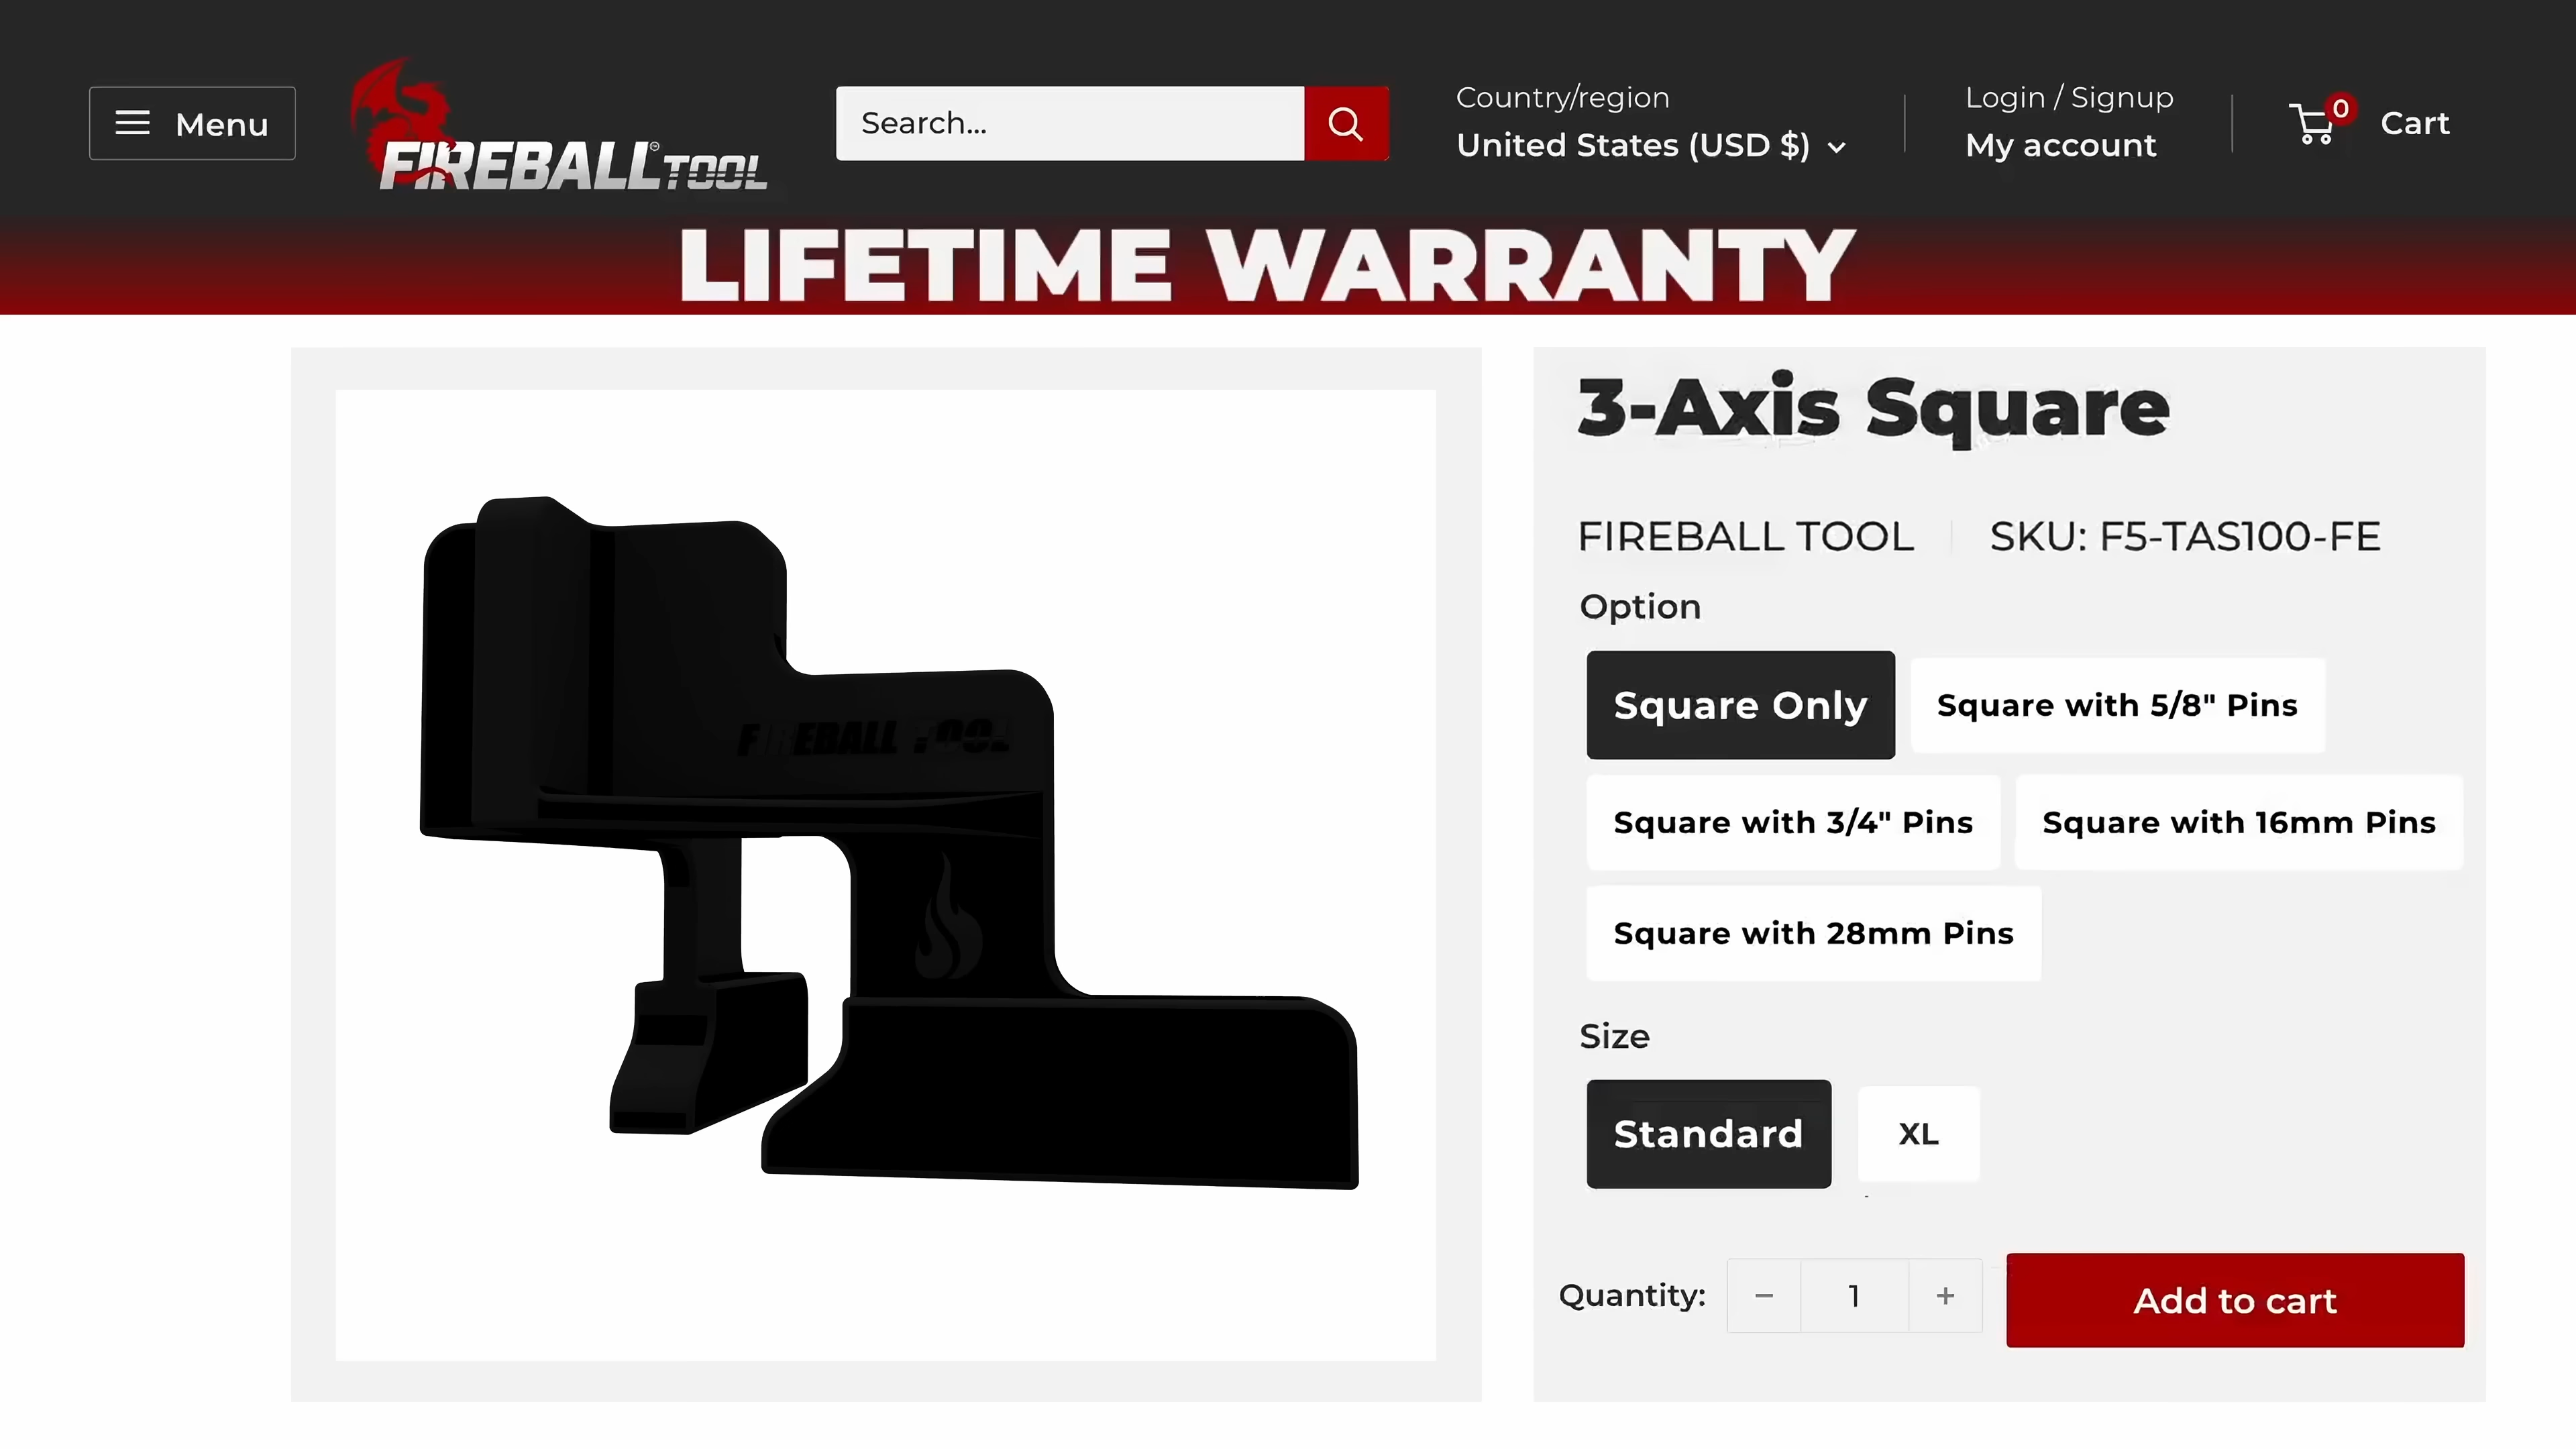 Menu
FIREBALL TOOL
Search...
Country/region
United States (USD $)
Login / Signup
My account
0
Cart
LIFETIME WARRANTY
FIREBALL TOOL
3-Axis Square
FIREBALL TOOL
SKU: F5-TAS100-FE
Option
Square Only
Square with 5/8" Pins
Square with 3/4" Pins
Square with 16mm Pins
Square with 28mm Pins
Size
Standard
XL
Quantity:
− 1 +
Add to cart